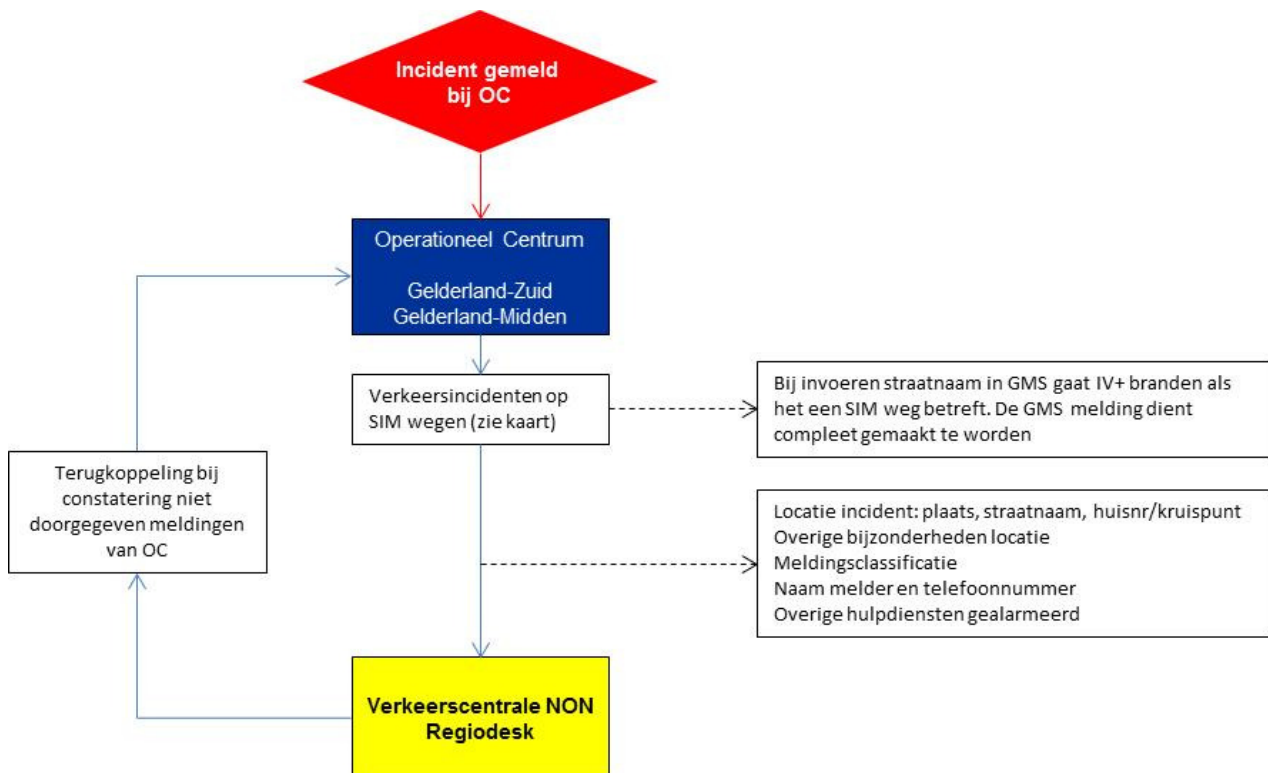 Incident gemeld
bij OC
Operationeel Centrum
Gelderland-Zuid
Gelderland-Midden
Verkeersincidenten op
SIM wegen (zie kaart)
Bij invoeren straatnaam in GMS gaat IV+ branden als
het een SIM weg betreft. De GMS melding dient
compleet gemaakt te worden
Terugkoppeling bij
constatering niet
doorgegeven meldingen
van OC
Locatie incident: plaats, straatnaam, huisnr/kruispunt
Overige bijzonderheden locatie
Meldingsclassificatie
Naam melder en telefoonnummer
Overige hulpdiensten gealarmeerd
Verkeerscentrale NON
Regiodesk